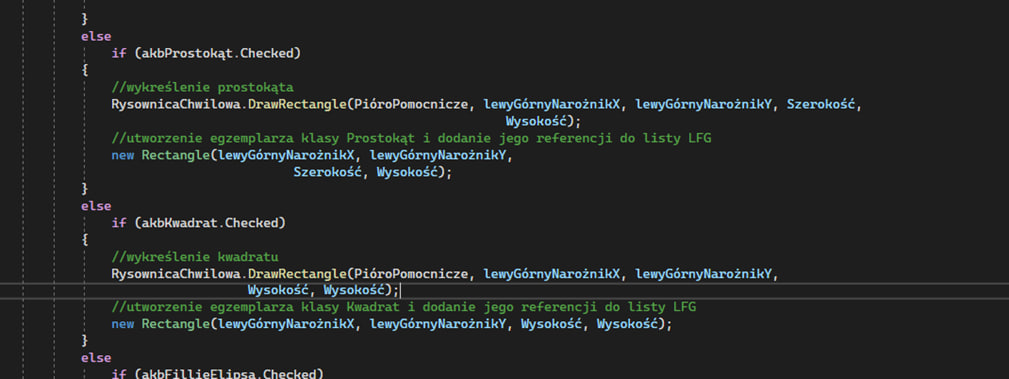 }
else
if (akbProstokąt.Checked)
{
//wykreślenie prostokąta
RysownicaChwilowa.DrawRectangle(PióroPomocnicze, lewyGórnyNarożnikX, lewyGórnyNarożnikY, Szerokość,
Wysokość);
//utworzenie egzemplarza klasy Prostokąt i dodanie jego referencji do listy LFG
new Rectangle(lewyGórnyNarożnikX, lewyGórnyNarożnikY,
Szerokość, Wysokość);
}
else
if (akbKwadrat.Checked)
{
//wykreślenie kwadratu
RysownicaChwilowa.DrawRectangle(PióroPomocnicze, lewyGórnyNarożnikX, lewyGórnyNarożnikY,
Wysokość, Wysokość);
//utworzenie egzemplarza klasy Kwadrat i dodanie jego referencji do listy LFG
new Rectangle(lewyGórnyNarożnikX, lewyGórnyNarożnikY, Wysokość, Wysokość);
}
else
if (akbFillieElipsa.Checked)